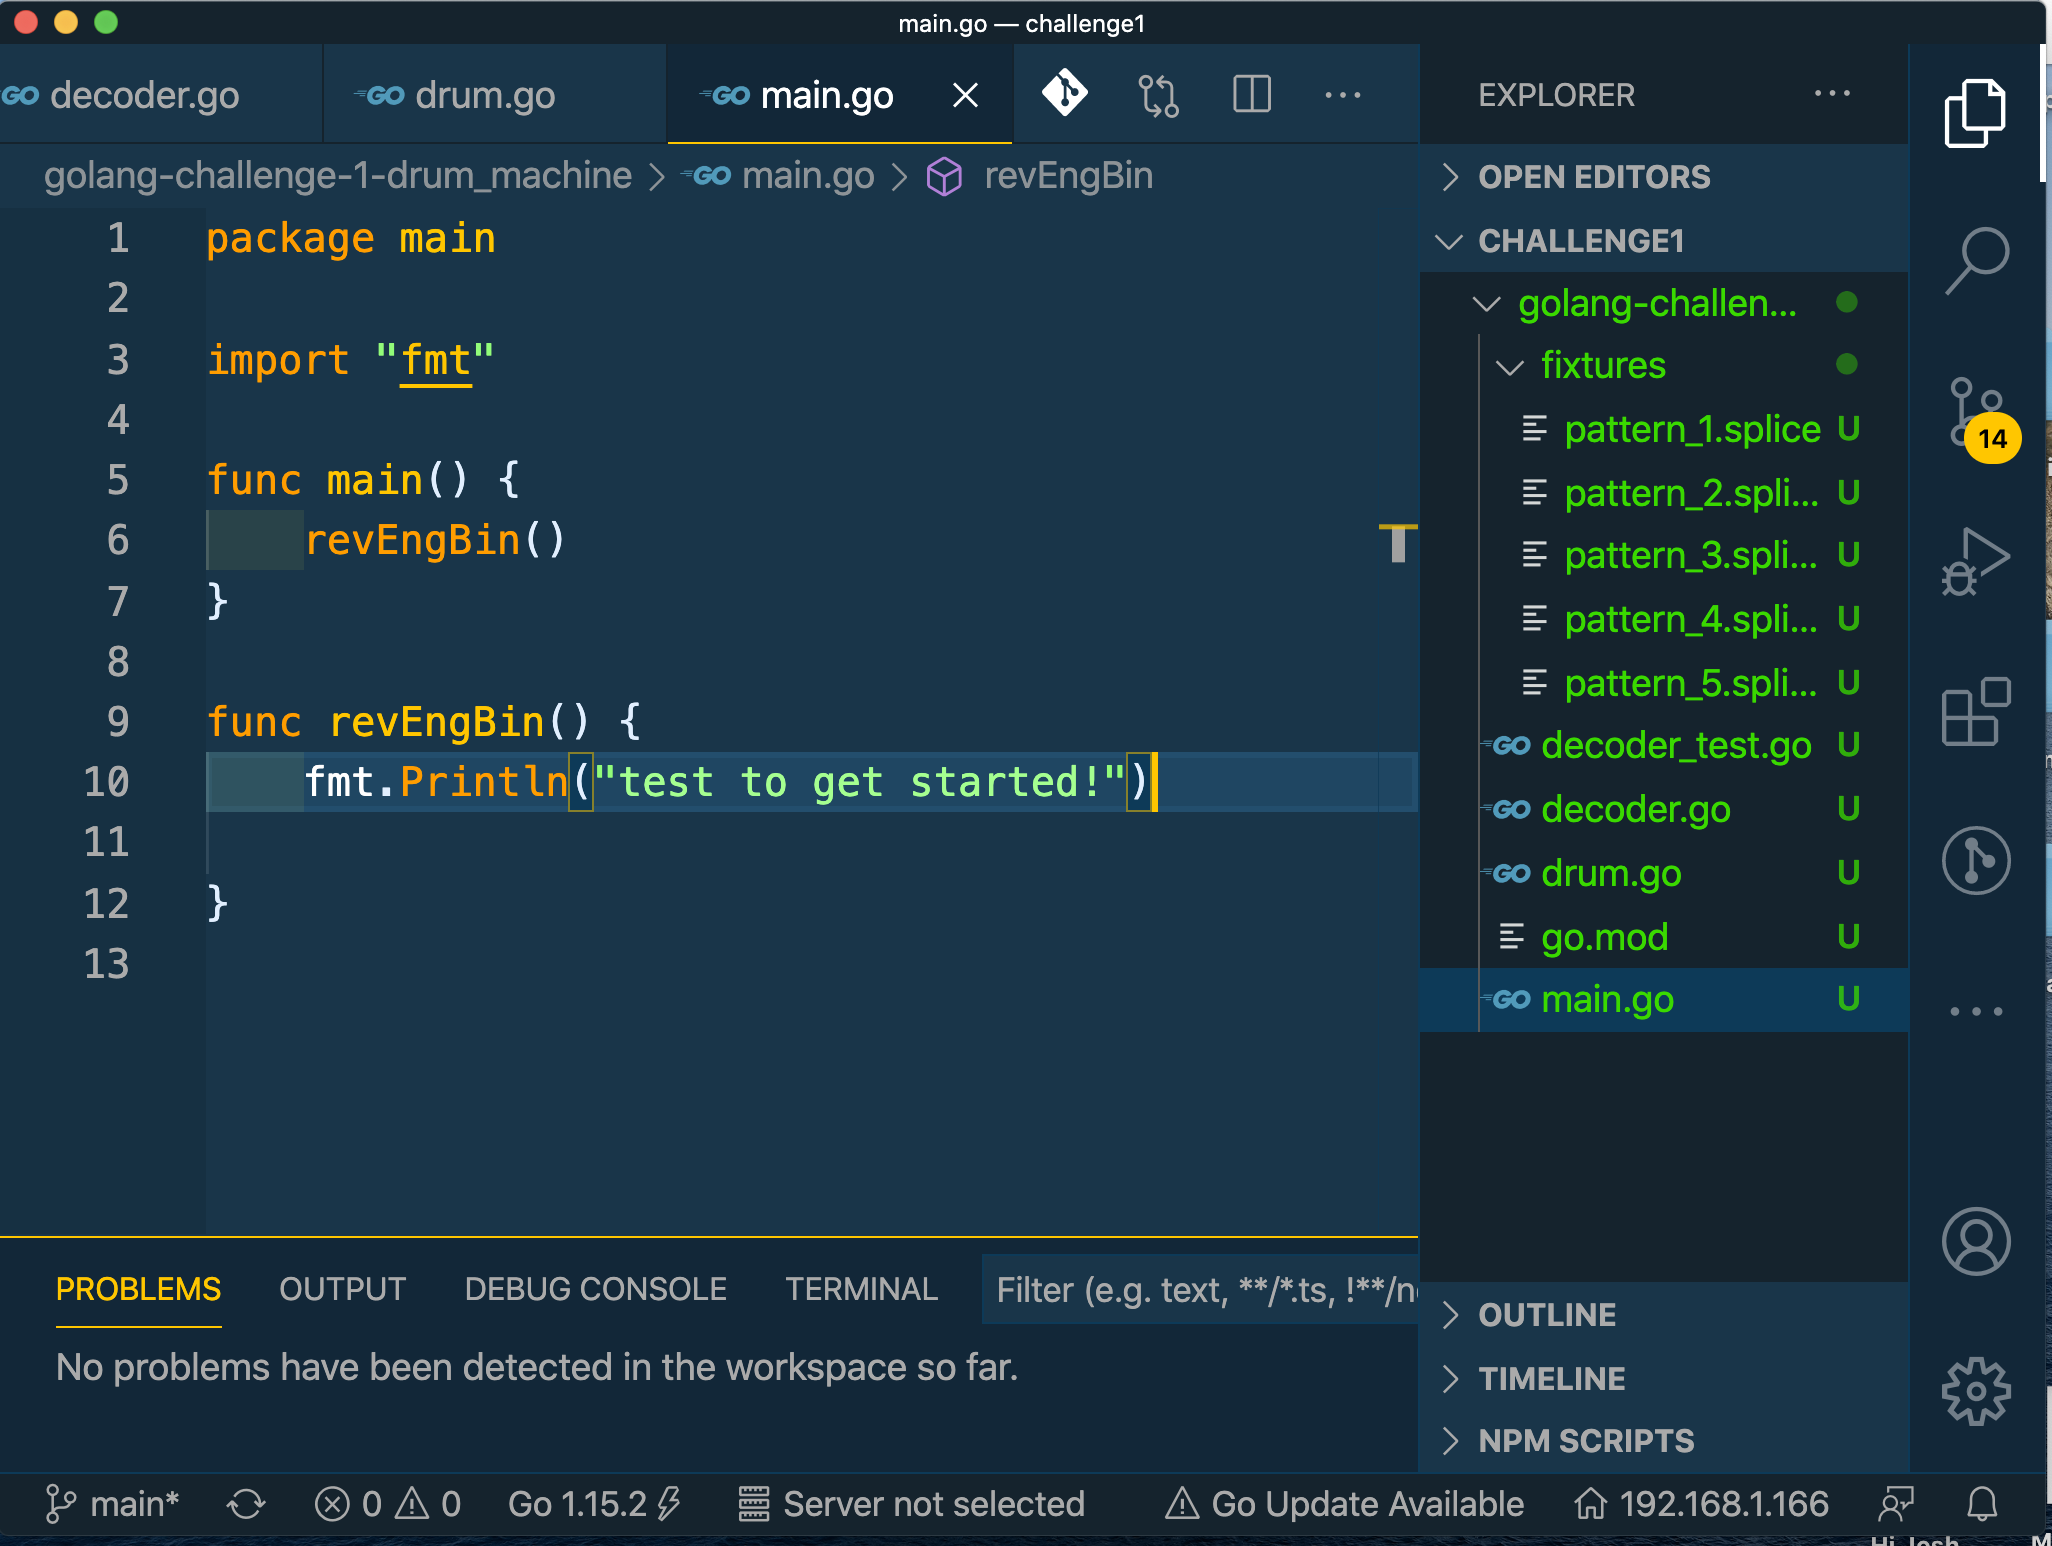 main.go — challenge1
GO decoder.go
GO drum.go
GO main.go
EXPLORER
golang-challenge-1-drum_machine > GO main.go > revEngBin
1 package main
2
3 import "fmt"
4
5 func main() {
6 revEngBin()
7 }
8
9 func revEngBin() {
10 fmt.Println("test to get started!")
11
12 }
13
T
OPEN EDITORS
CHALLENGE1
golang-challen...
fixtures
pattern_1.splice U
pattern_2.spli... U
pattern_3.spli... U
pattern_4.spli... U
pattern_5.spli... U
GO decoder_test.go U
GO decoder.go U
GO drum.go U
go.mod U
GO main.go U
OUTLINE
TIMELINE
NPM SCRIPTS
14
PROBLEMS OUTPUT DEBUG CONSOLE TERMINAL Filter (e.g. text, **/*.ts, !**/n
No problems have been detected in the workspace so far.
main* 0 0 Go 1.15.2 Server not selected Go Update Available 192.168.1.166